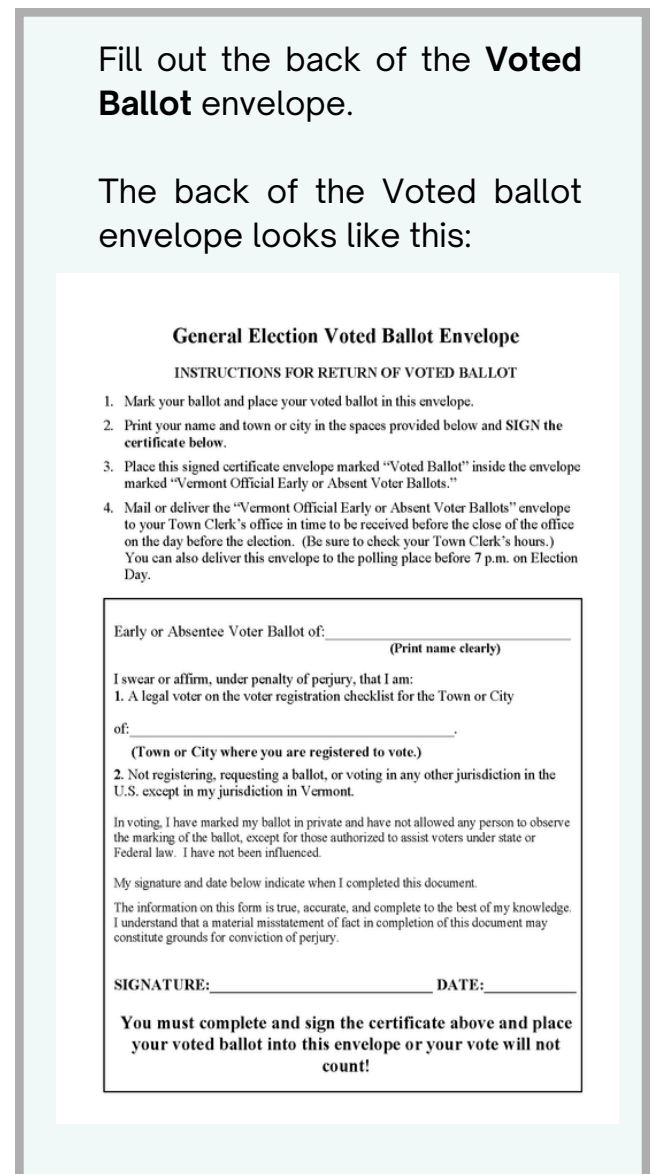 Fill out the back of the Voted
Ballot envelope.
The back of the Voted ballot
envelope looks like this:
General Election Voted Ballot Envelope
INSTRUCTIONS FOR RETURN OF VOTED BALLOT
1. Mark your ballot and place your voted ballot in this envelope.
2. Print your name and town or city in the spaces provided below and SIGN the
certificate below.
3. Place this signed certificate envelope marked “Voted Ballot” inside the envelope
marked “Vermont Official Early or Absent Voter Ballots.”
4. Mail or deliver the “Vermont Official Early or Absent Voter Ballots” envelope
to your Town Clerk’s office in time to be received before the close of the office
on the day before the election. (Be sure to check your Town Clerk’s hours.)
You can also deliver this envelope to the polling place before 7 p.m. on Election
Day.
Early or Absentee Voter Ballot of:
(Print name clearly)
I swear or affirm, under penalty of perjury, that I am:
1. A legal voter on the voter registration checklist for the Town or City
of: .
(Town or City where you are registered to vote.)
2. Not registering, requesting a ballot, or voting in any other jurisdiction in the
U.S. except in my jurisdiction in Vermont.
In voting, I have marked my ballot in private and have not allowed any person to observe
the marking of the ballot, except for those authorized to assist voters under state or
Federal law. I have not been influenced.
My signature and date below indicate when I completed this document.
The information on this form is true, accurate, and complete to the best of my knowledge.
I understand that a material misstatement of fact in completion of this document may
constitute grounds for conviction of perjury.
SIGNATURE: DATE:
You must complete and sign the certificate above and place
your voted ballot into this envelope or your vote will not
count!